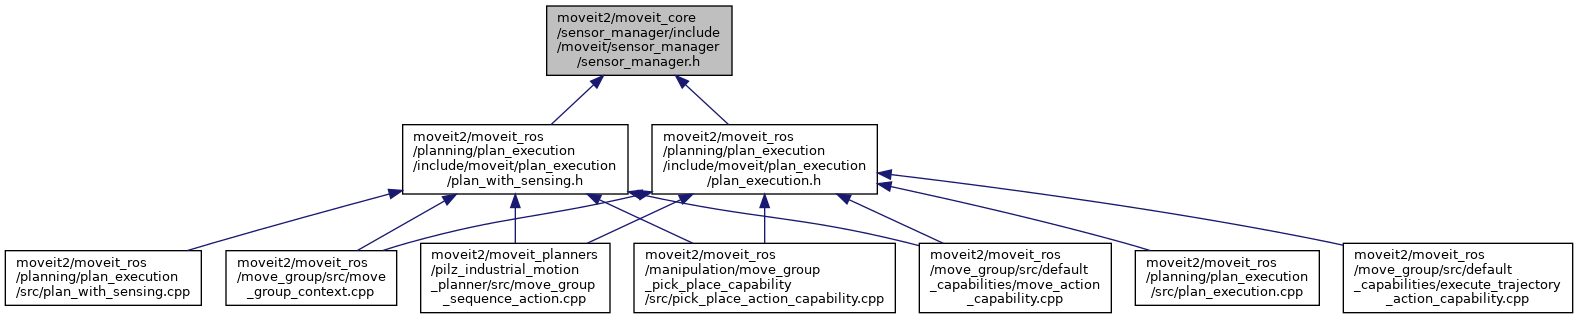 moveit2/moveit_core
/sensor_manager/include
/moveit/sensor_manager
/sensor_manager.h
moveit2/moveit_ros
/planning/plan_execution
/include/moveit/plan_execution
/plan_with_sensing.h
moveit2/moveit_ros
/planning/plan_execution
/include/moveit/plan_execution
/plan_execution.h
moveit2/moveit_ros
/planning/plan_execution
/src/plan_with_sensing.cpp
moveit2/moveit_ros
/move_group/src/move
_group_context.cpp
moveit2/moveit_planners
/pilz_industrial_motion
_planner/src/move_group
_sequence_action.cpp
moveit2/moveit_ros
/manipulation/move_group
_pick_place_capability
/src/pick_place_action_capability.cpp
moveit2/moveit_ros
/move_group/src/default
_capabilities/move_action
_capability.cpp
moveit2/moveit_ros
/planning/plan_execution
/src/plan_execution.cpp
moveit2/moveit_ros
/move_group/src/default
_capabilities/execute_trajectory
_action_capability.cpp